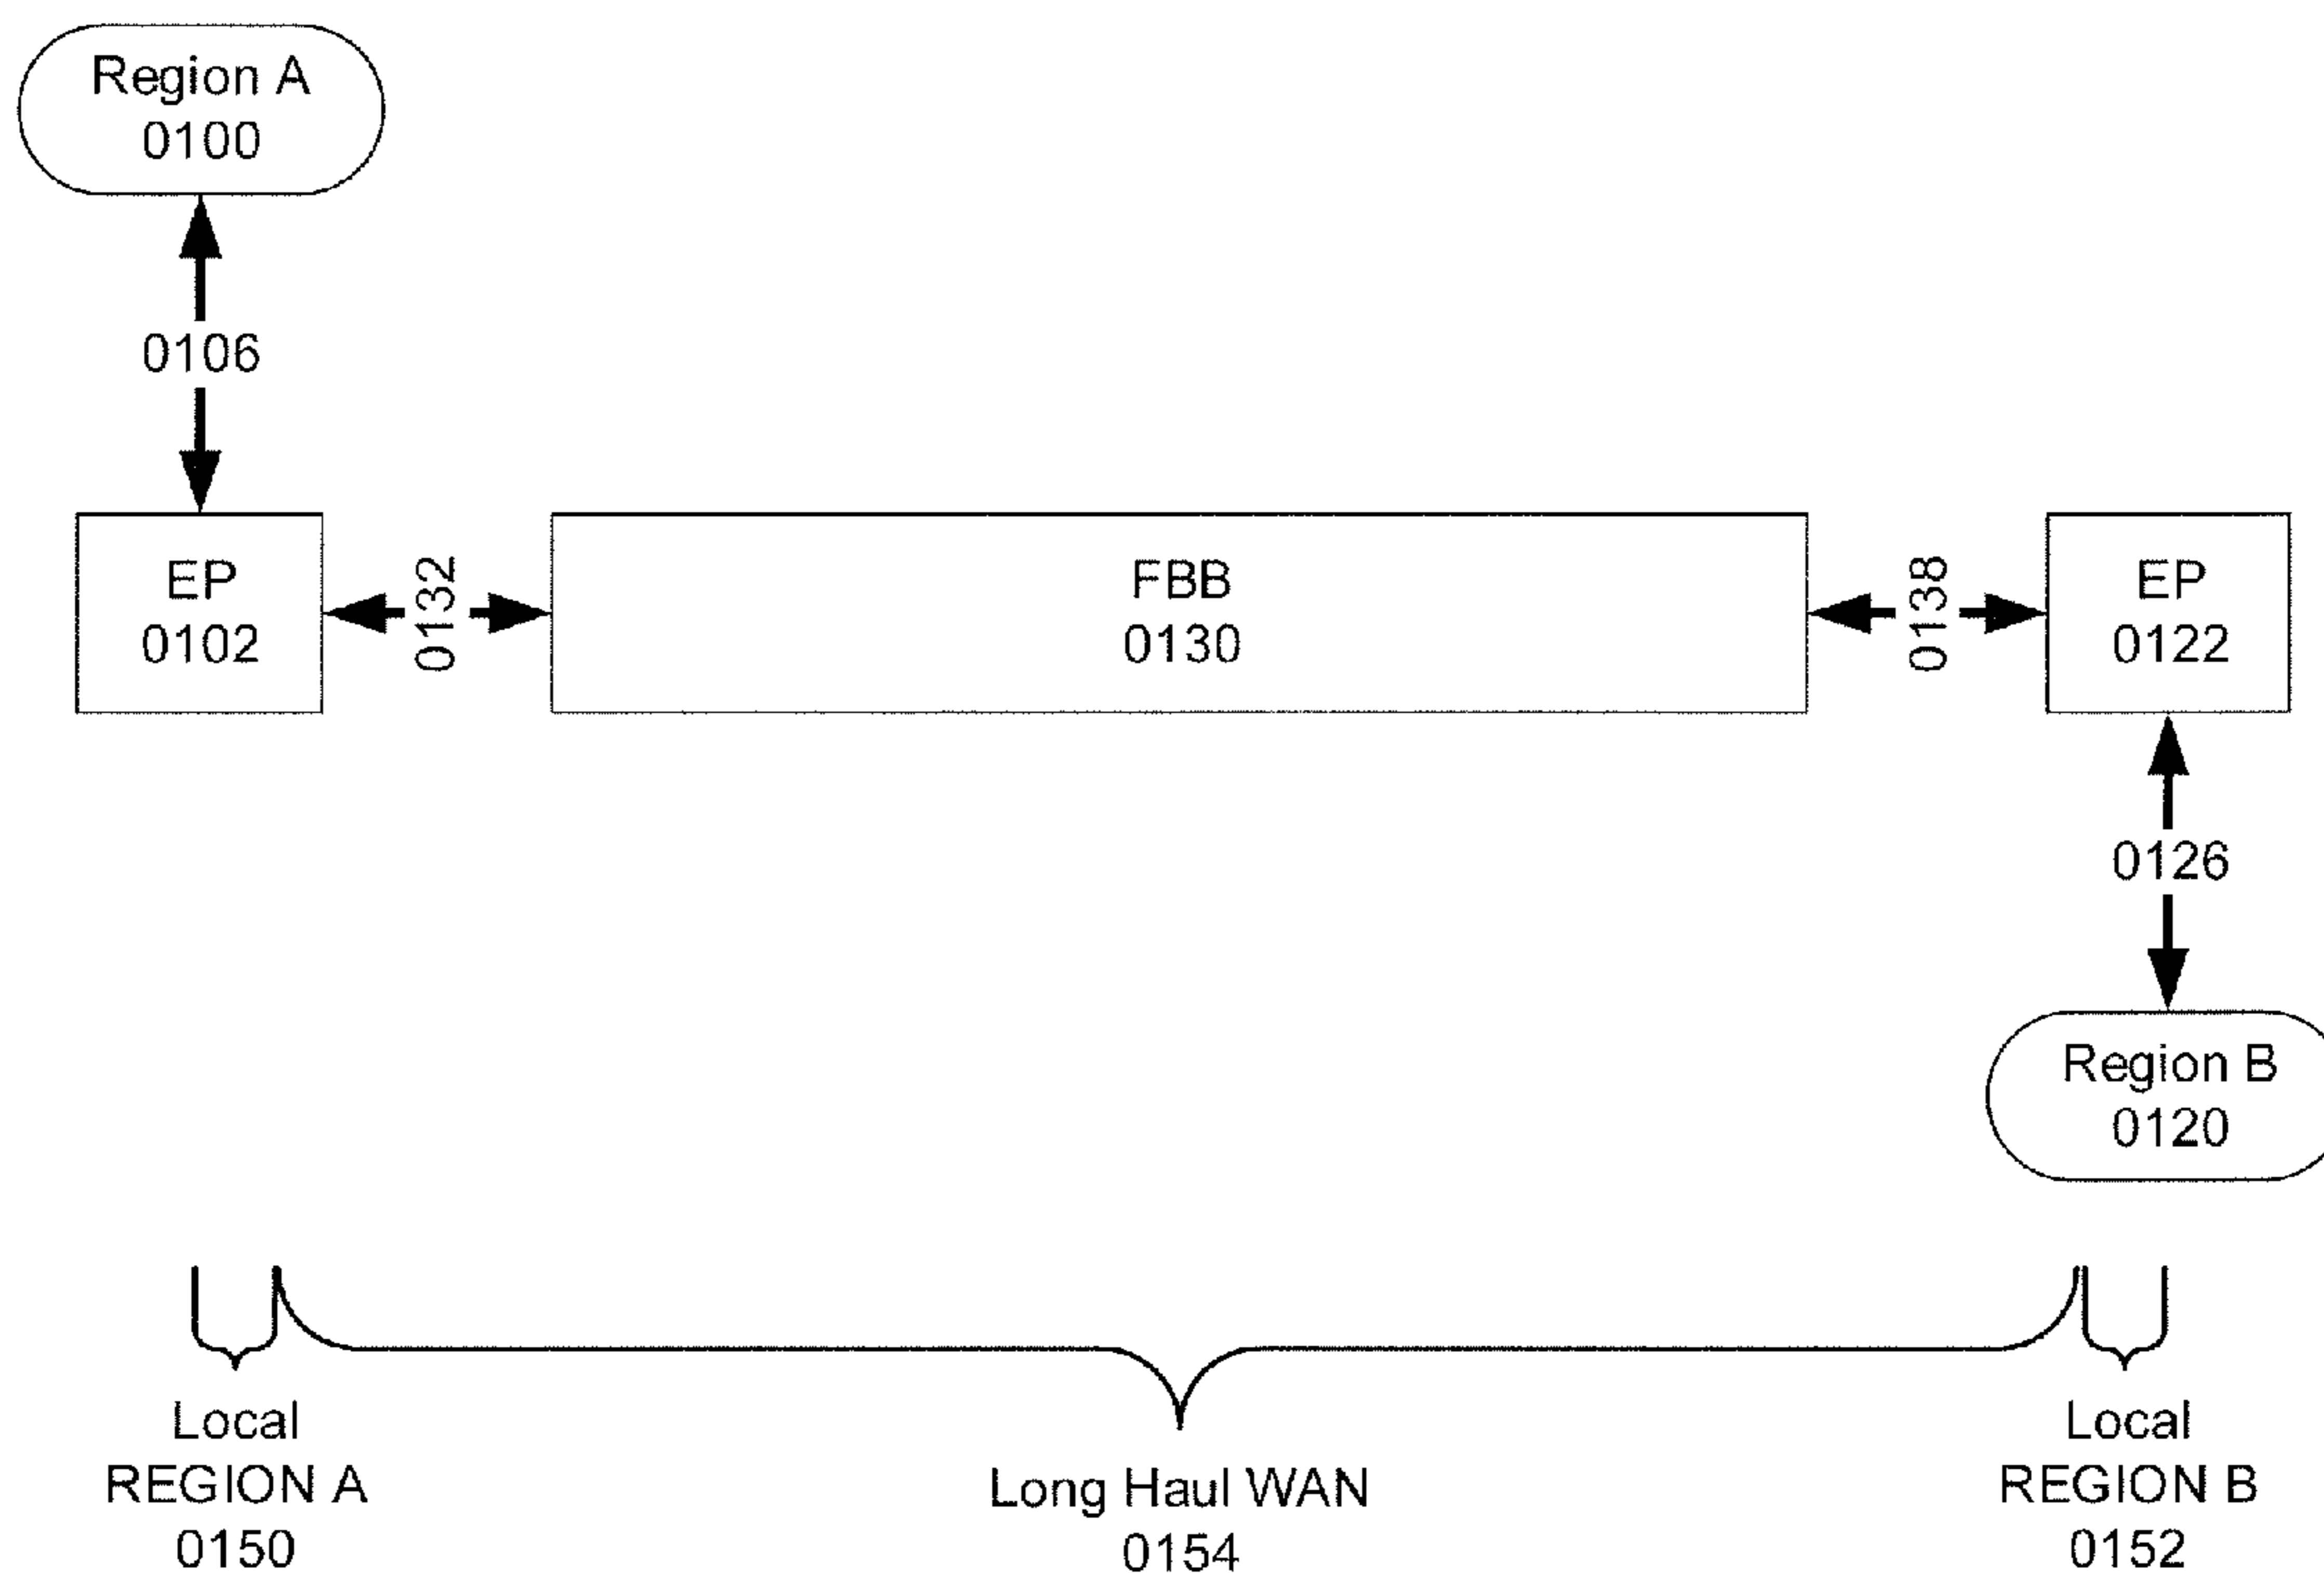 Region A
0100
0106
EP
0102
0132
FBB
0130
0138
EP
0122
0126
Region B
0120
Local
REGION A
0150
Long Haul WAN
0154
Local
REGION B
0152